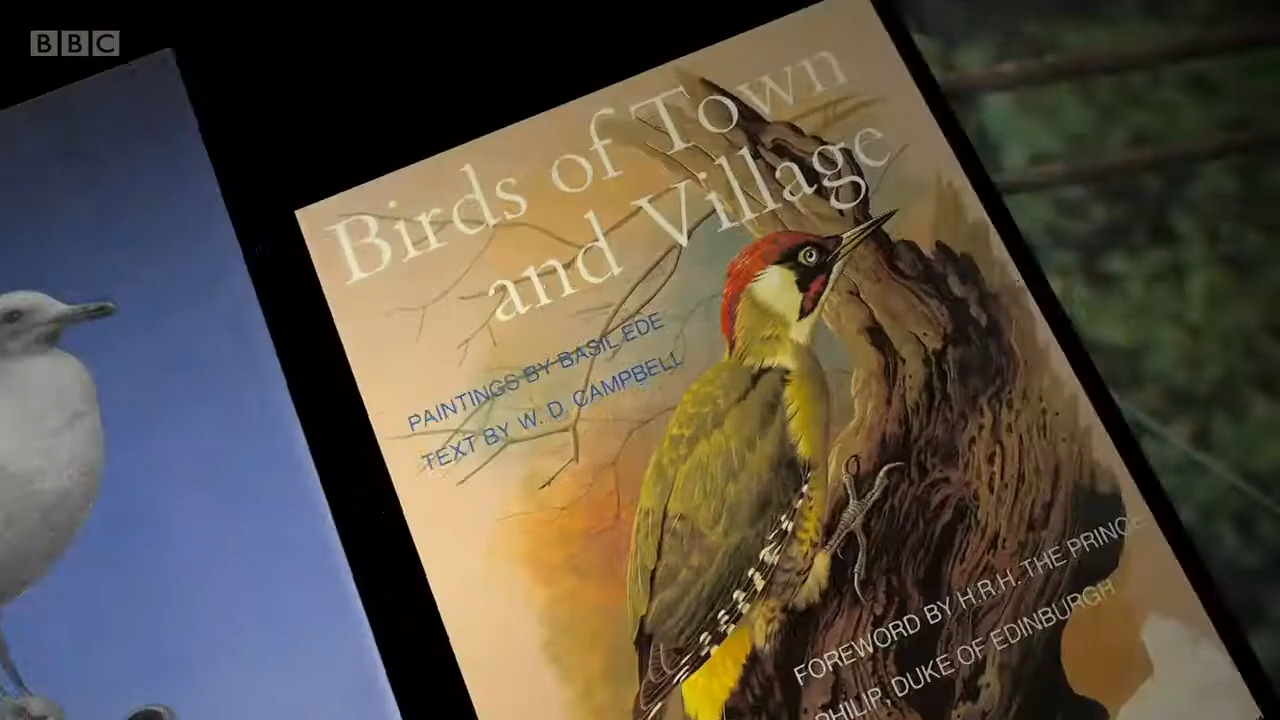 BBC
Birds of Town
and Village
PAINTINGS BY BASIL EDE
TEXT BY W. D. CAMPBELL
FOREWORD BY H.R.H. THE PRINCE
PHILIP, DUKE OF EDINBURGH